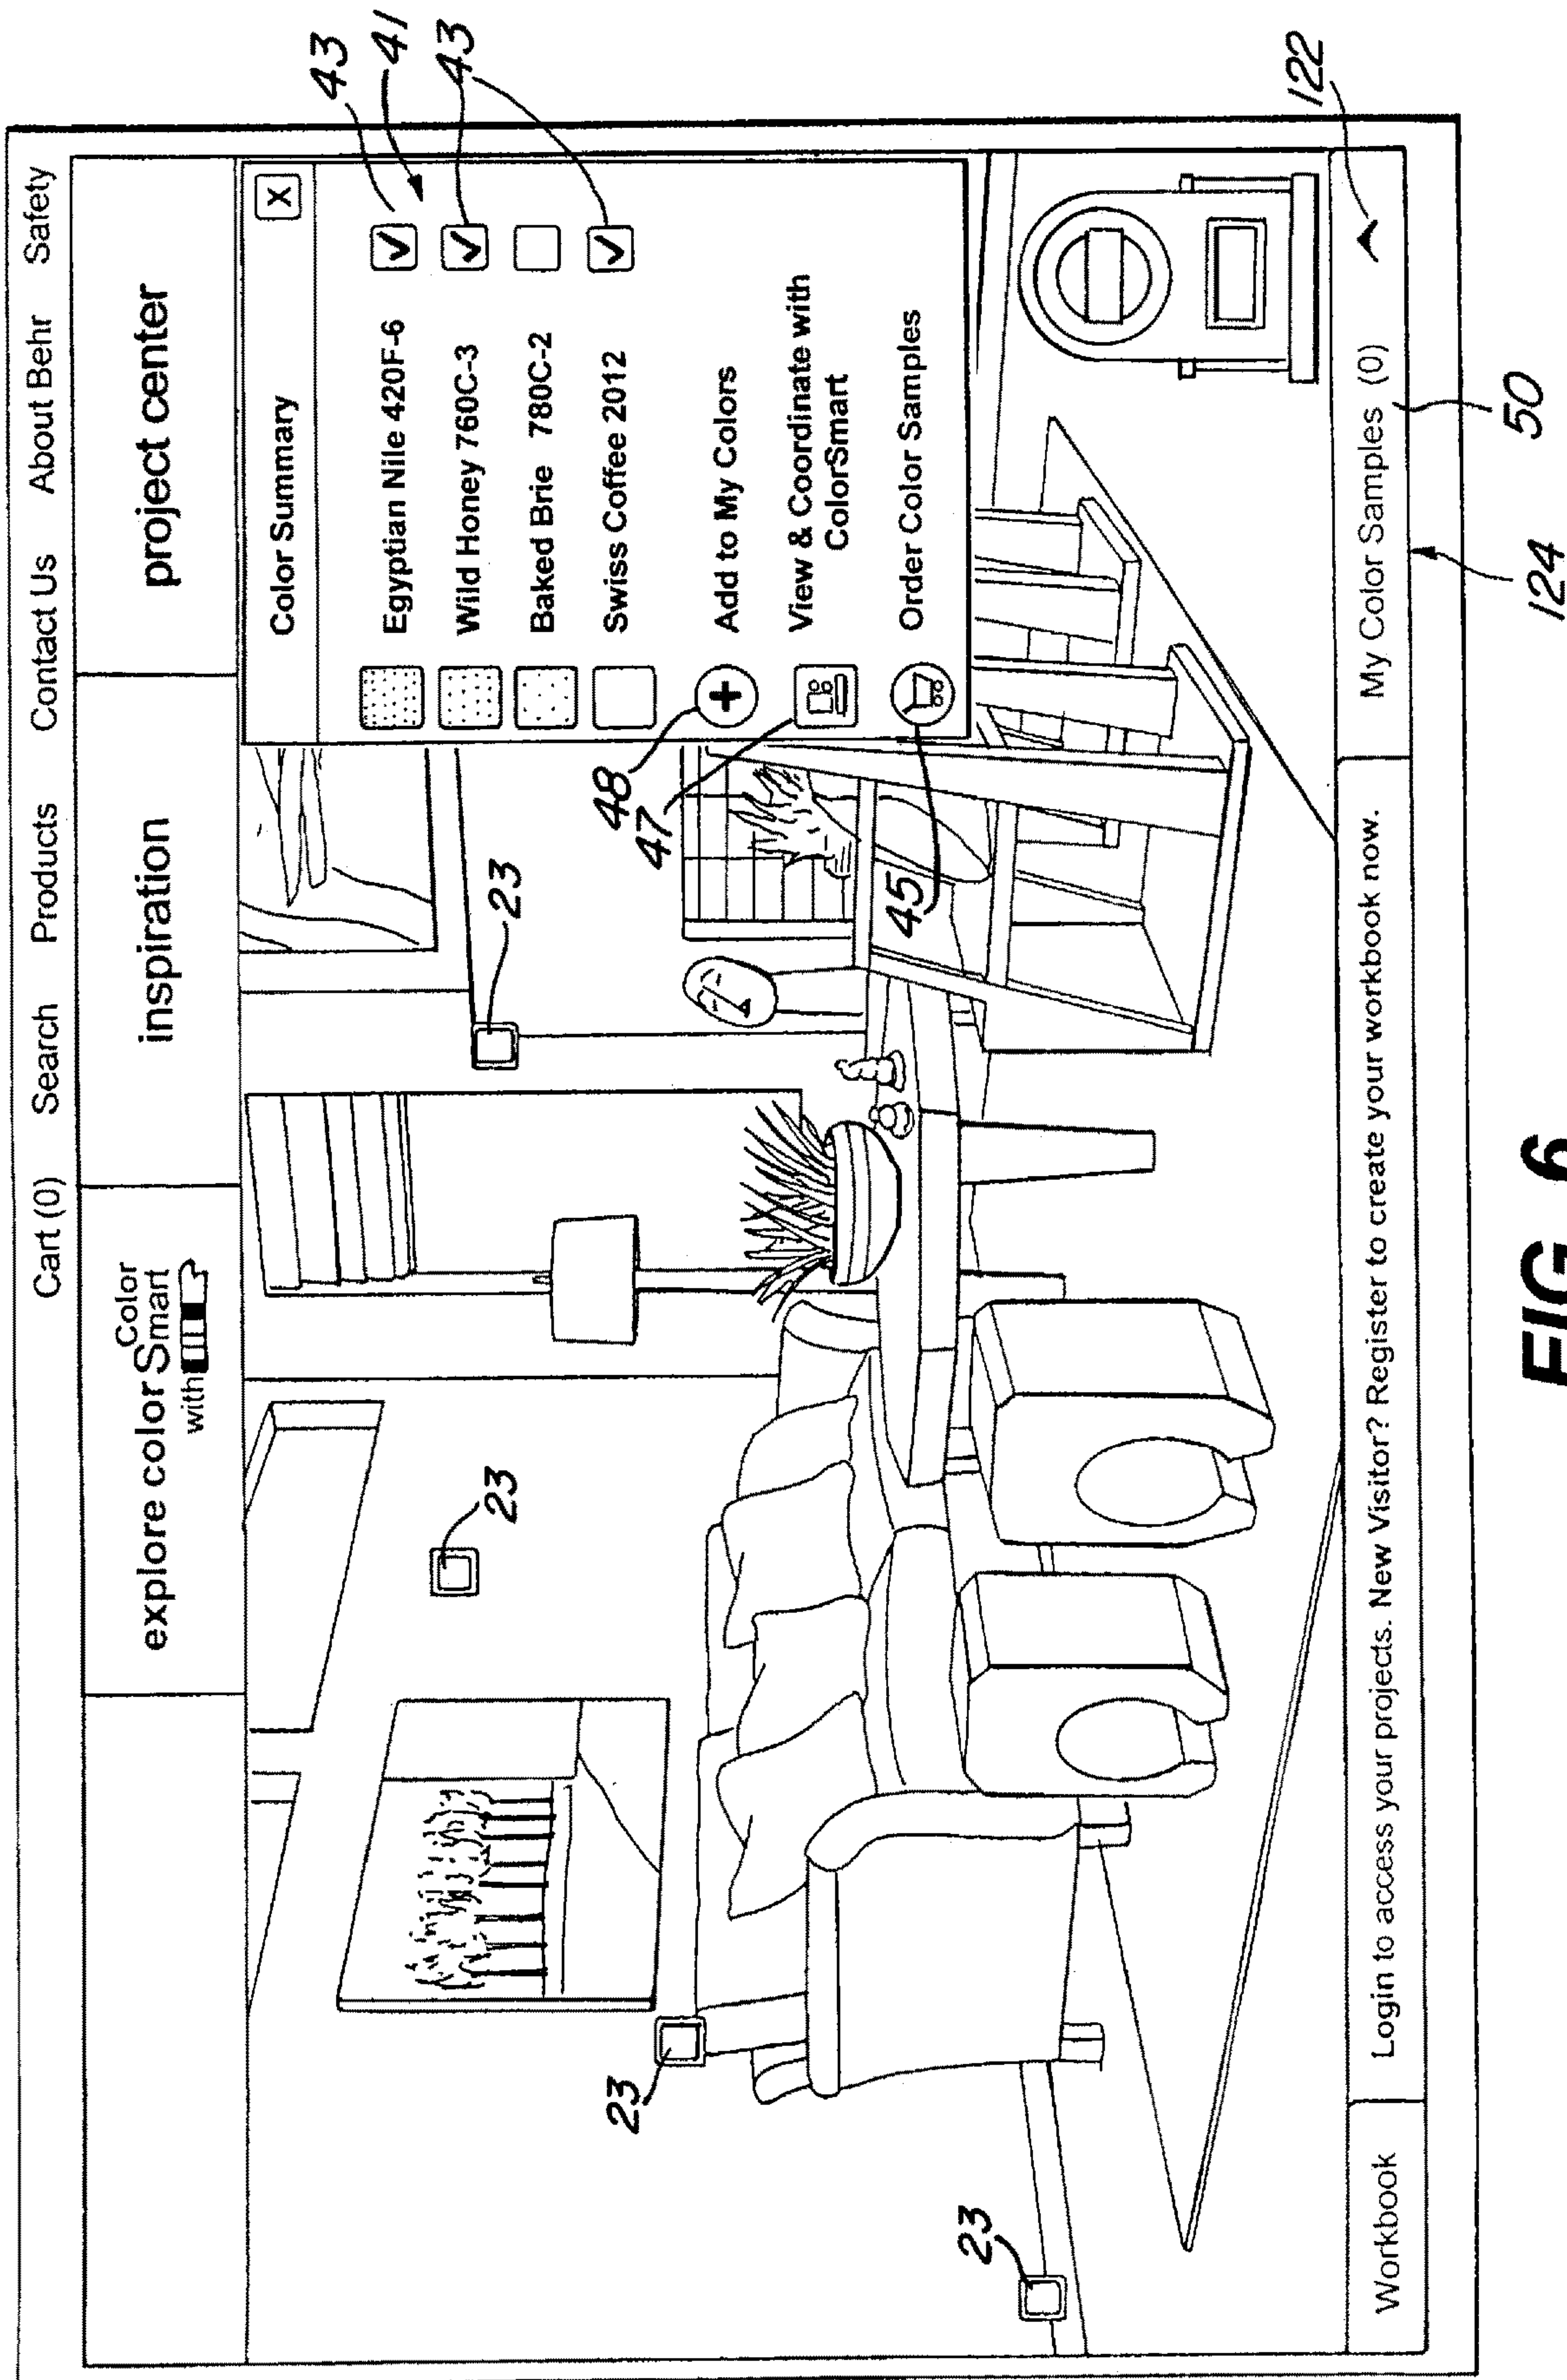 Cart (0) Search Products Contact Us About Behr Safety
explore color with Color Smart
inspiration
project center
Color Summary X
43
Egyptian Nile 420F-6
41
Wild Honey 760C-3
43
Baked Brie 780C-2
Swiss Coffee 2012
48
Add to My Colors
47
View & Coordinate with
ColorSmart
45
Order Color Samples
23
23
23
23
Workbook
Login to access your projects. New Visitor? Register to create your workbook now.
My Color Samples (0)
122
50
124
FIG. 6